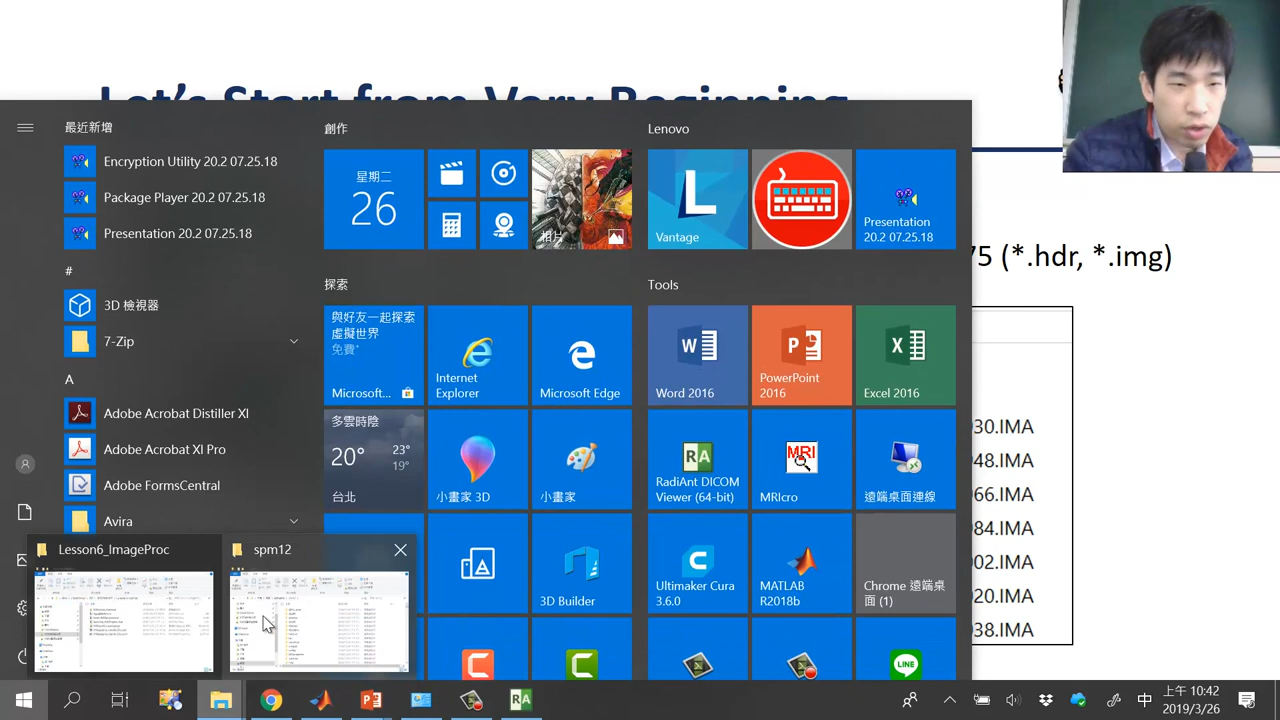 Let's Start from Very Beginning
75 (*.hdr, *.img)
30.IMA
48.IMA
66.IMA
84.IMA
02.IMA
20.IMA
38.IMA
最近新增
Encryption Utility 20.2 07.25.18
Package Player 20.2 07.25.18
Presentation 20.2 07.25.18
#
3D 檢視器
7-Zip
A
Adobe Acrobat Distiller XI
Adobe Acrobat XI Pro
Adobe FormsCentral
Avira
創作
星期二
26
相片
探索
與好友一起探索
虛擬世界
免費+
Microsoft...
Internet
Explorer
Microsoft Edge
多雲時陰
20°
23°
19°
台北
小畫家 3D
小畫家
3D Builder
Lenovo
Vantage
Presentation
20.2 07.25.18
Tools
Word 2016
PowerPoint
2016
Excel 2016
RadiAnt DICOM
Viewer (64-bit)
MRI
MRIcro
遠端桌面連線
Ultimaker Cura
3.6.0
MATLAB
R2018b
Chrome 遠端桌
面 (1)
LINE
Lesson6_ImageProc
spm12
中
上午 10:42
2019/3/26